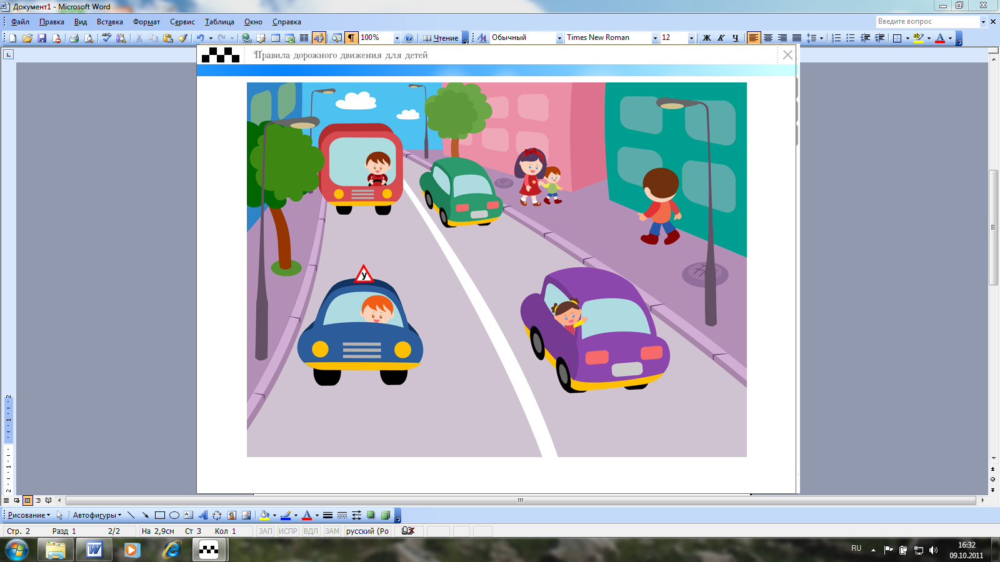 Документ1 - Microsoft Word
Файл Правка Вид Вставка Формат Сервис Таблица Окно Справка
Введите вопрос
100%
Чтение
Обычный
Times New Roman
12
Ж К Ч
Правила дорожного движения для детей
У
Рисование
Автофигуры
Стр. 2 Разд 1 2/2 На 2,9см Ст 3 Кол 1 ЗАП ИСПР ВДЛ ЗАМ русский (Ро
RU
16:32
09.10.2011